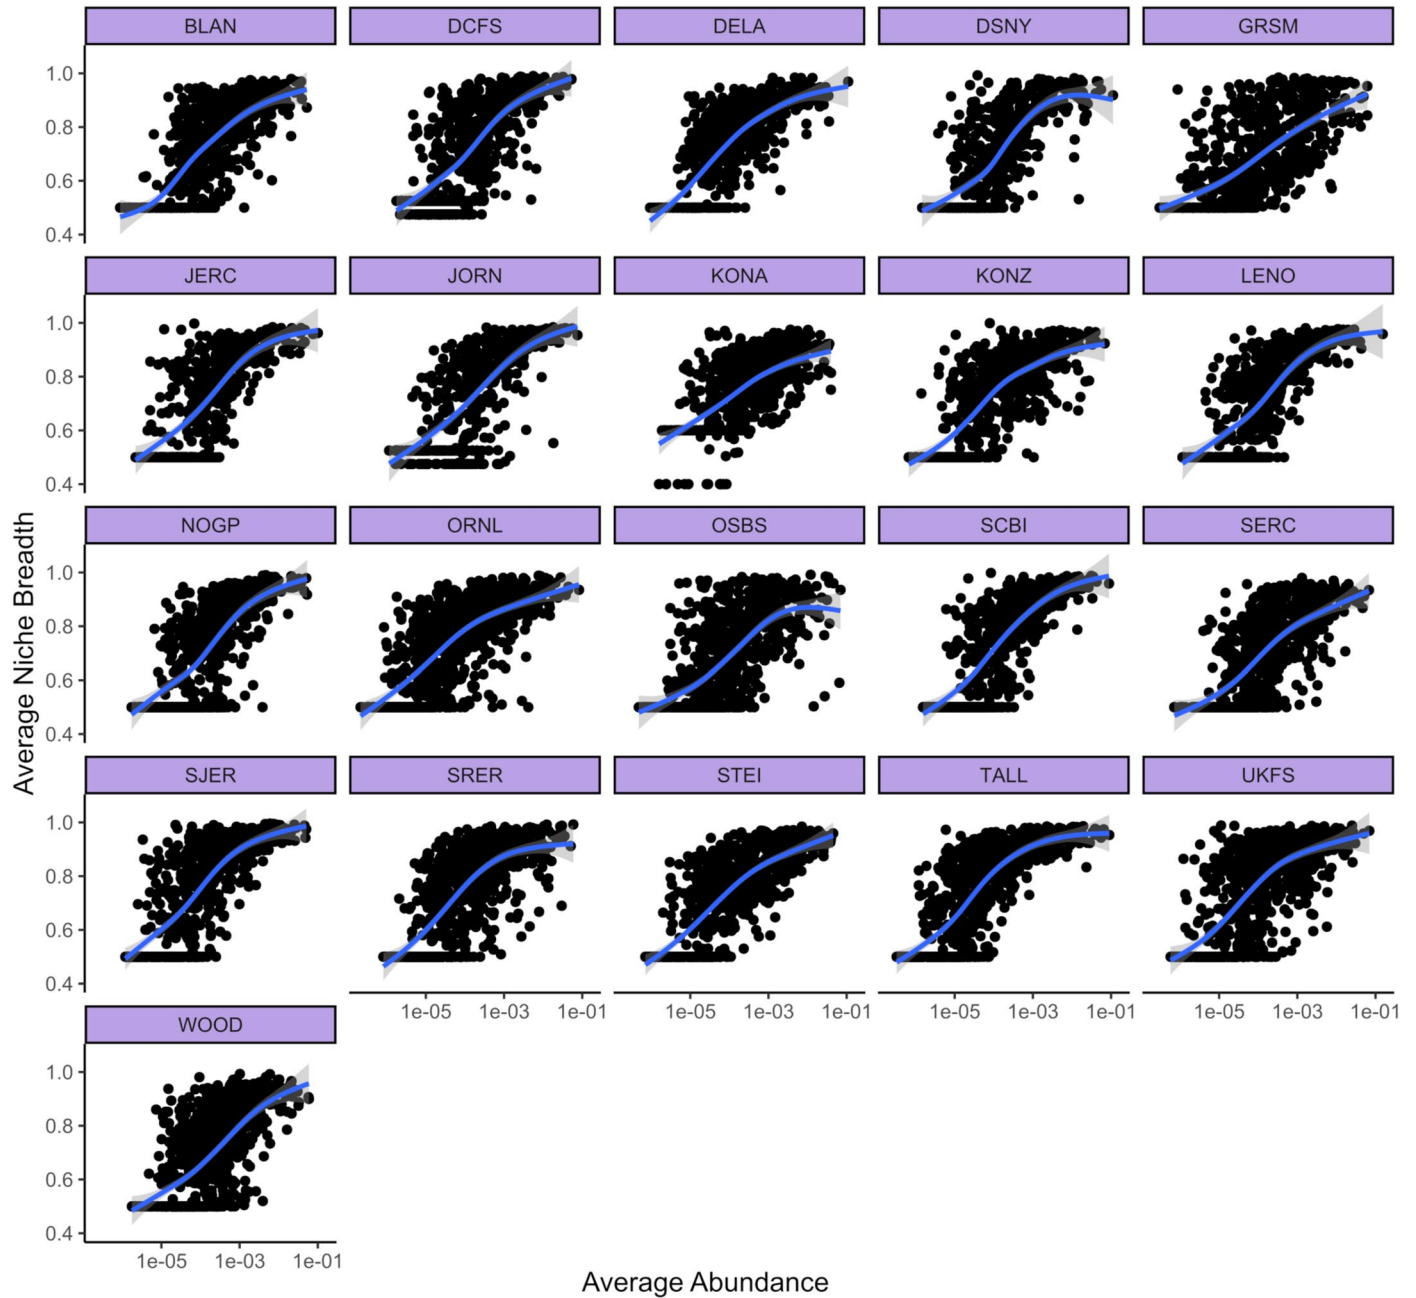 BLAN DCFS DELA DSNY GRSM
1.0
0.8
0.6
0.4
JERC JORN KONA KONZ LENO
1.0
0.8
0.6
0.4
Average Niche Breadth
NOGP ORNL OSBS SCBI SERC
1.0
0.8
0.6
0.4
SJER SRER STEI TALL UKFS
1.0
0.8
0.6
0.4
1e-05 1e-03 1e-01 1e-05 1e-03 1e-01 1e-05 1e-03 1e-01 1e-05 1e-03 1e-01
WOOD
1.0
0.8
0.6
0.4
1e-05 1e-03 1e-01
Average Abundance